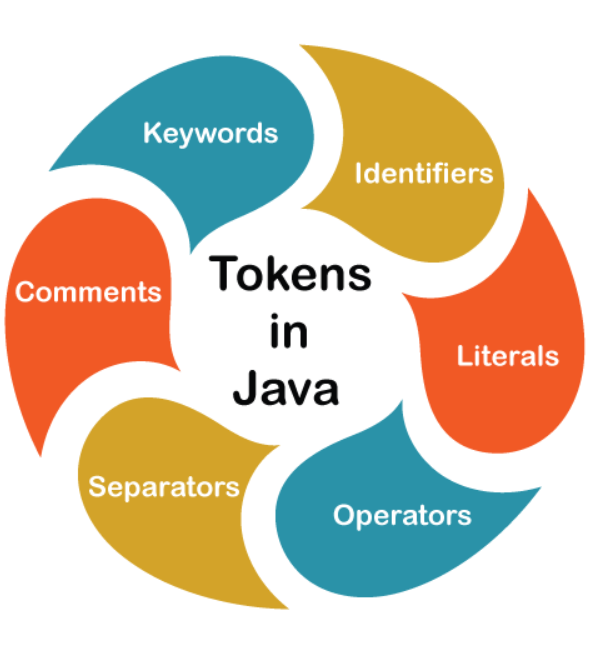 Keywords
Identifiers
Comments
Tokens
in
Java
Literals
Separators
Operators